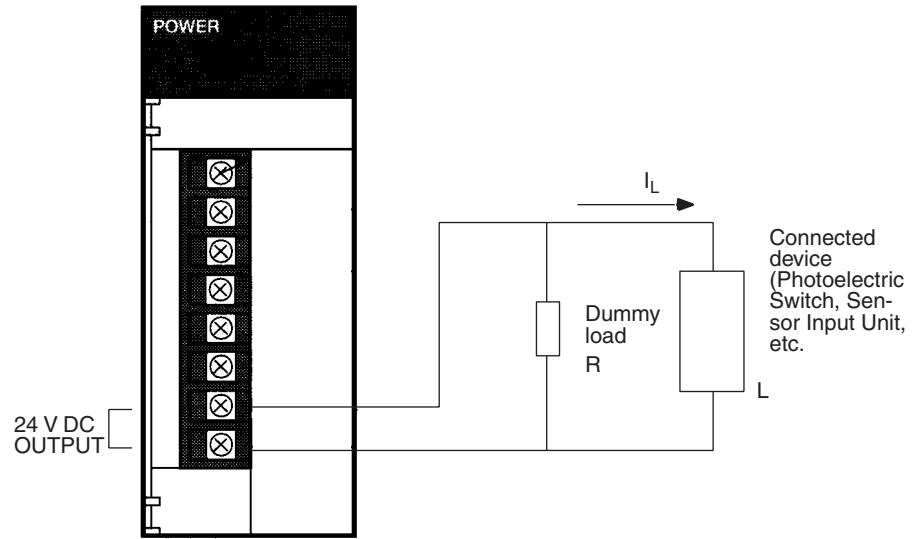 POWER
I_L
Connected
device
(Photoelectric
Switch, Sen-
sor Input Unit,
etc.
Dummy
load
R
L
24 V DC
OUTPUT